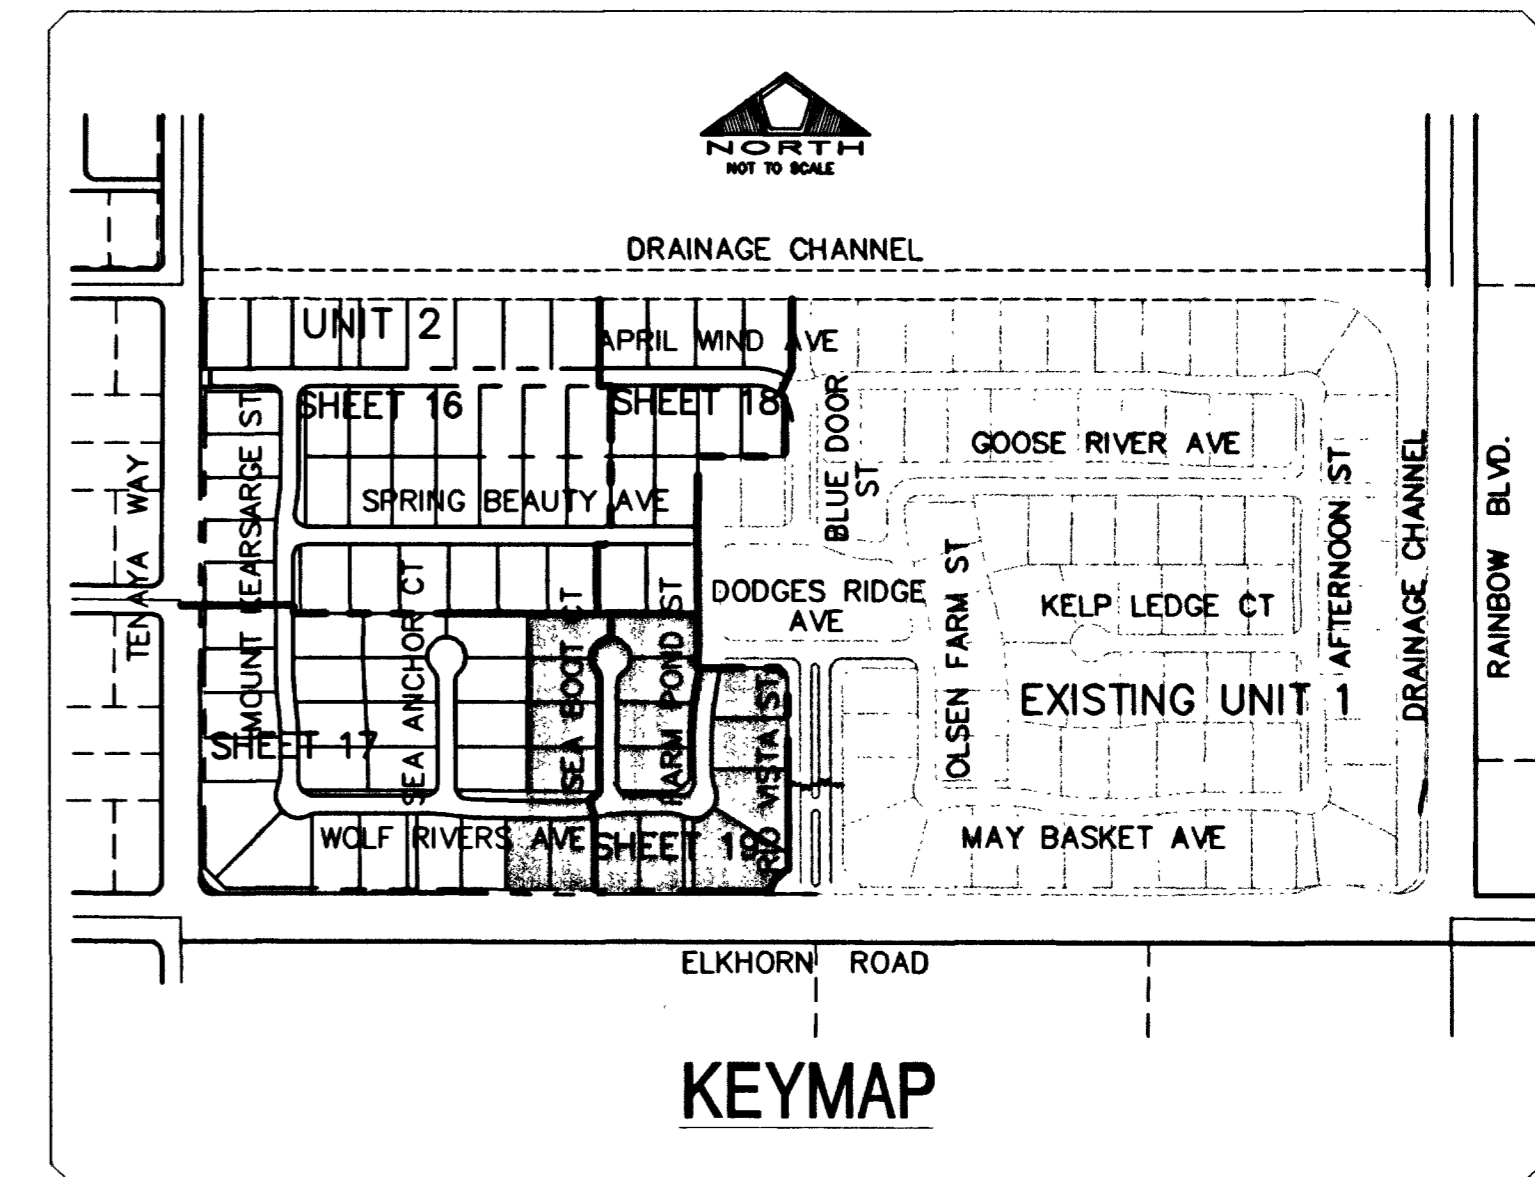 NORTH
NOT TO SCALE
DRAINAGE CHANNEL
UNIT 2
APRIL WIND AVE
SHEET 16
SHEET 18
BLUE DOOR
ST
GOOSE RIVER AVE
TENAYA WAY
MOUNT KEARSARGE ST
SPRING BEAUTY AVE
AFTERNOON ST
DRAINAGE CHANNEL
RAINBOW BLVD.
SEA ANCHOR CT
SEA BOOT CT
FARM POND ST
DODGES RIDGE
AVE
OLSEN FARM ST
KELP LEDGE CT
EXISTING UNIT 1
RIO VISTA ST
SHEET 17
WOLF RIVERS AVE
SHEET 19
MAY BASKET AVE
ELKHORN ROAD
KEYMAP